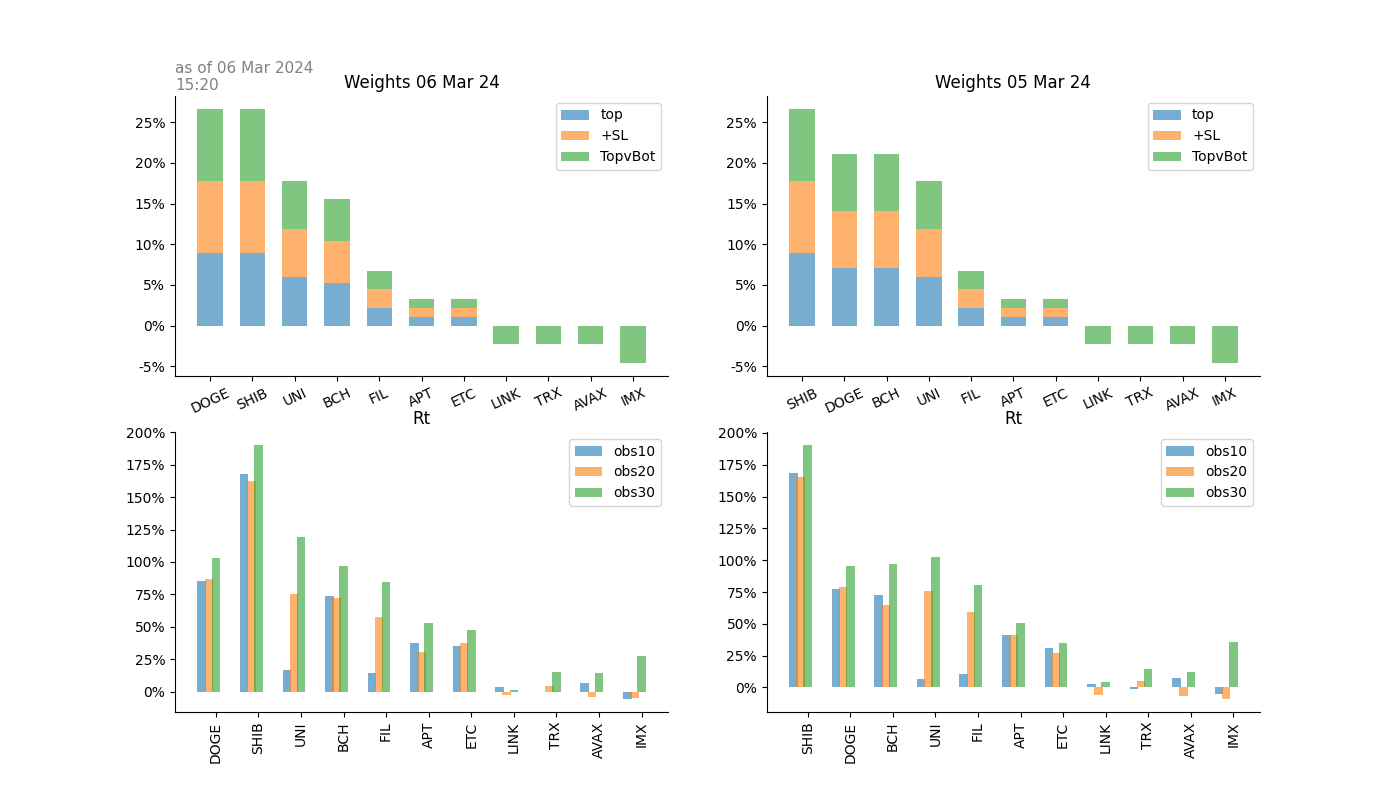 as of 06 Mar 2024
15:20
Weights 06 Mar 24
25%
20%
15%
10%
5%
0%
-5%
top
+SL
TopvBot
DOGE SHIB UNI BCH FIL APT ETC LINK TRX AVAX IMX
Weights 05 Mar 24
25%
20%
15%
10%
5%
0%
-5%
top
+SL
TopvBot
SHIB DOGE BCH UNI FIL APT ETC LINK TRX AVAX IMX
Rt
200%
175%
150%
125%
100%
75%
50%
25%
0%
obs10
obs20
obs30
DOGE SHIB UNI BCH FIL APT ETC LINK TRX AVAX IMX
Rt
200%
175%
150%
125%
100%
75%
50%
25%
0%
obs10
obs20
obs30
SHIB DOGE BCH UNI FIL APT ETC LINK TRX AVAX IMX